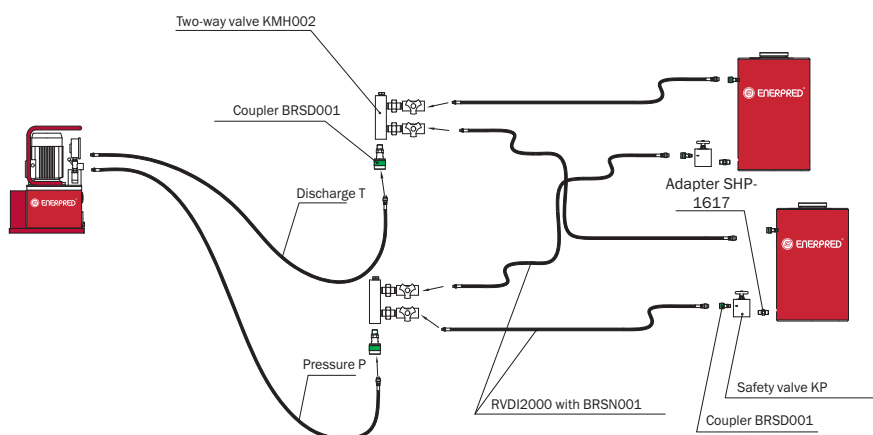 Two-way valve KMH002
Coupler BRSD001
ENERPRED
ENERPRED
Discharge T
Adapter SHP-
1617
ENERPRED
Pressure P
RVDI2000 with BRSN001
Safety valve KP
Coupler BRSD001